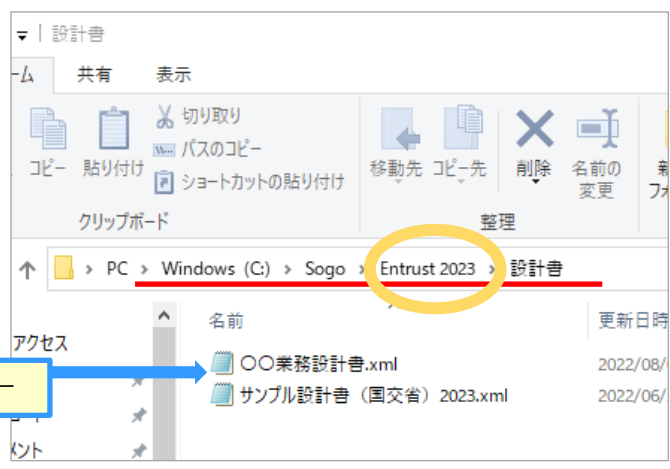 設計書
ーム 共有 表示
コピー 貼り付け 切り取り
パスのコピー
ショートカットの貼り付け
移動先 コピー先 削除 名前の
変更
クリップボード 整理
PC > Windows (C:) > Sogo > Entrust 2023 > 設計書
名前 更新日時
アクセス
〇〇業務設計書.xml 2022/08/
サンプル設計書（国交省）2023.xml 2022/06/